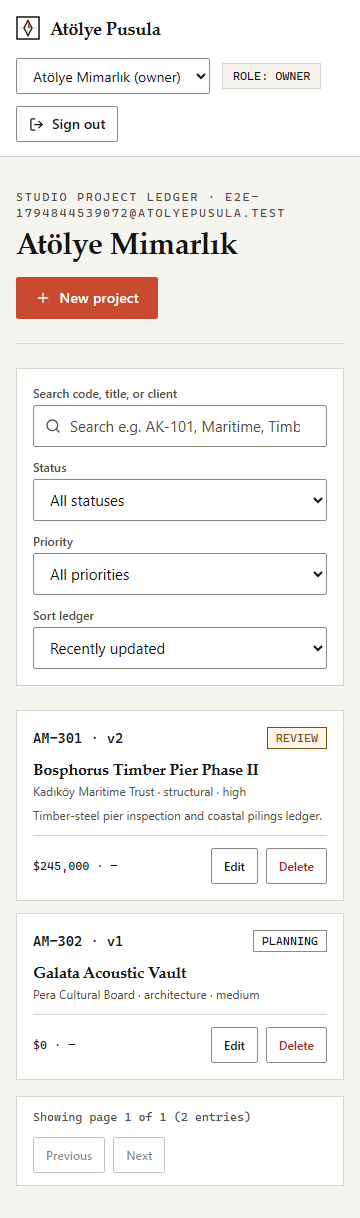 Atölye Pusula
Atölye Mimarlık (owner)
ROLE: OWNER
Sign out
STUDIO PROJECT LEDGER · E2E-
1794844539072@ATOLYEPUSULA.TEST
Atölye Mimarlık
New project
Search code, title, or client
Search e.g. AK-101, Maritime, Timb
Status
All statuses
Priority
All priorities
Sort ledger
Recently updated
AM-301 · v2
REVIEW
Bosphorus Timber Pier Phase II
Kadıköy Maritime Trust · structural · high
Timber-steel pier inspection and coastal pilings ledger.
$245,000 · —
Edit
Delete
AM-302 · v1
PLANNING
Galata Acoustic Vault
Pera Cultural Board · architecture · medium
$0 · —
Edit
Delete
Showing page 1 of 1 (2 entries)
Previous
Next